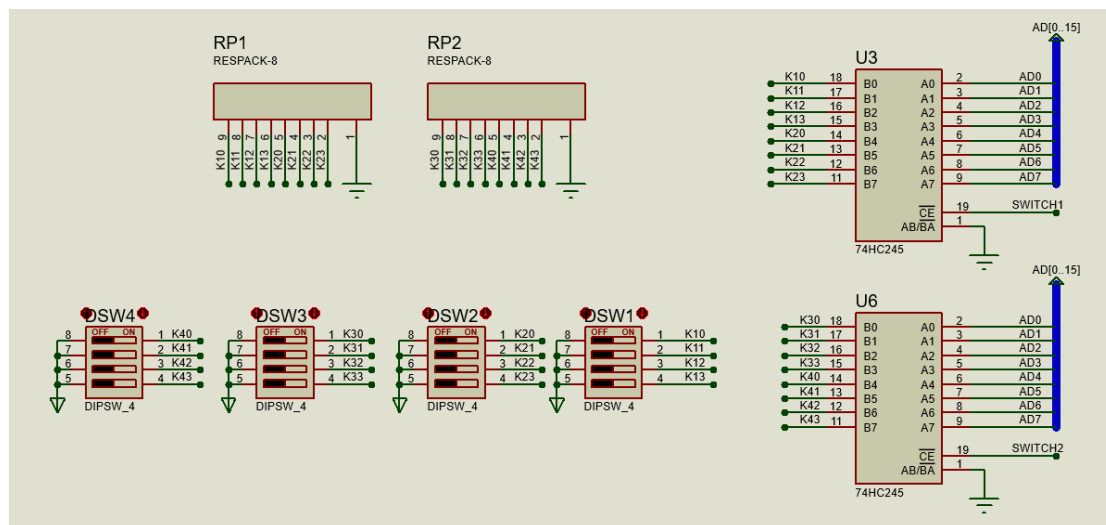 RP1
RESPACK-8
9 8 7 6 5 4 3 2 1
K10 K11 K12 K13 K20 K21 K22 K23
RP2
RESPACK-8
9 8 7 6 5 4 3 2 1
K30 K31 K32 K33 K40 K41 K42 K43
AD[0..15]
U3
K10 18 B0 A0 2 AD0
K11 17 B1 A1 3 AD1
K12 16 B2 A2 4 AD2
K13 15 B3 A3 5 AD3
K20 14 B4 A4 6 AD4
K21 13 B5 A5 7 AD5
K22 12 B6 A6 8 AD6
K23 11 B7 A7 9 AD7
CE 19 SWITCH1
AB/BA 1
74HC245
DSW4
OFF ON
8 1 K40
7 2 K41
6 3 K42
5 4 K43
DIPSW_4
DSW3
OFF ON
8 1 K30
7 2 K31
6 3 K32
5 4 K33
DIPSW_4
DSW2
OFF ON
8 1 K20
7 2 K21
6 3 K22
5 4 K23
DIPSW_4
DSW1
OFF ON
8 1 K10
7 2 K11
6 3 K12
5 4 K13
DIPSW_4
AD[0..15]
U6
K30 18 B0 A0 2 AD0
K31 17 B1 A1 3 AD1
K32 16 B2 A2 4 AD2
K33 15 B3 A3 5 AD3
K40 14 B4 A4 6 AD4
K41 13 B5 A5 7 AD5
K42 12 B6 A6 8 AD6
K43 11 B7 A7 9 AD7
CE 19 SWITCH2
AB/BA 1
74HC245